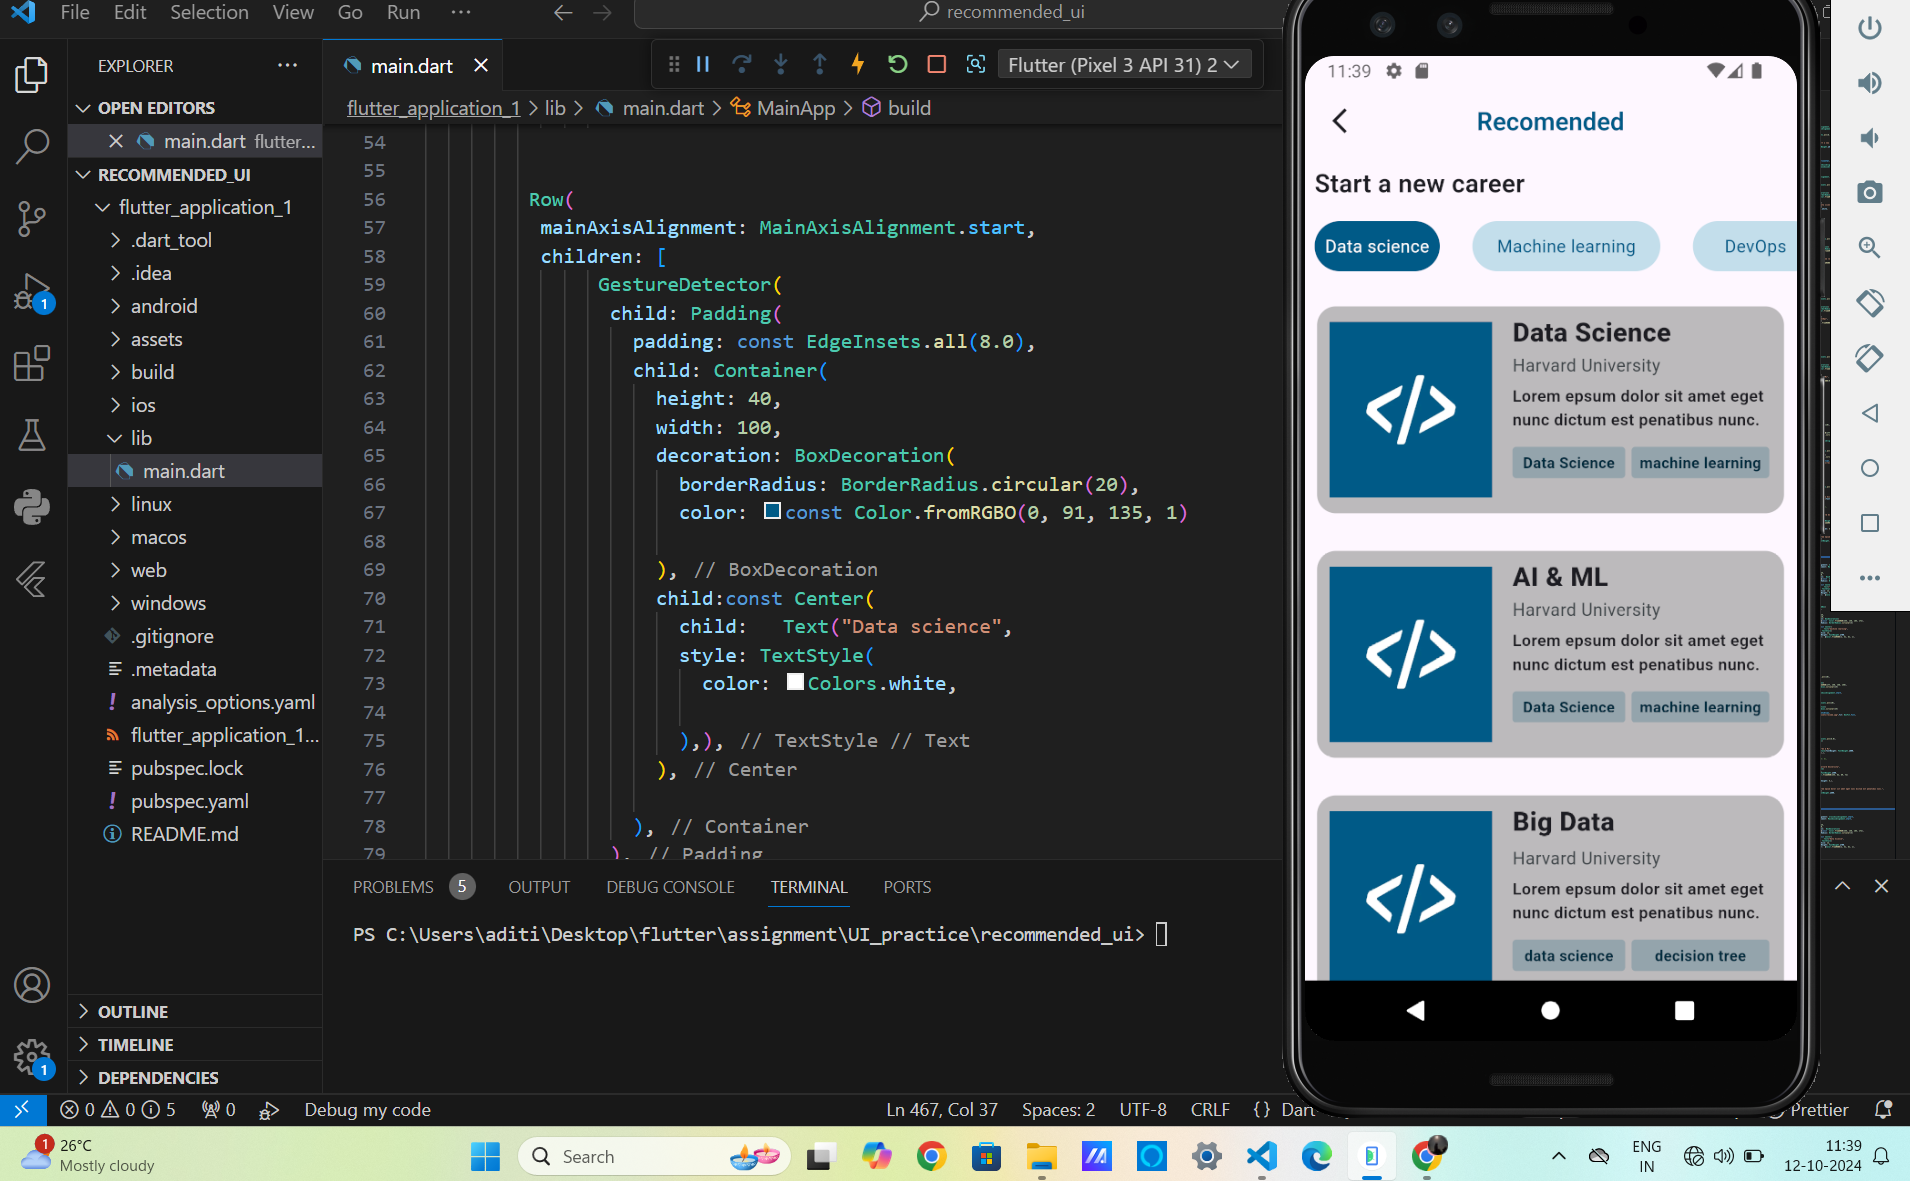 File Edit Selection View Go Run ··· recommended_ui
EXPLORER ···
OPEN EDITORS
main.dart flutter...
RECOMMENDED_UI
flutter_application_1
.dart_tool
.idea
android
assets
build
ios
lib
main.dart
linux
macos
web
windows
.gitignore
.metadata
analysis_options.yaml
flutter_application_1...
pubspec.lock
pubspec.yaml
README.md
OUTLINE
TIMELINE
DEPENDENCIES
1
1
main.dart
Flutter (Pixel 3 API 31) 2
flutter_application_1 > lib > main.dart > MainApp > build
54
55
56 Row(
57 mainAxisAlignment: MainAxisAlignment.start,
58 children: [
59 GestureDetector(
60 child: Padding(
61 padding: const EdgeInsets.all(8.0),
62 child: Container(
63 height: 40,
64 width: 100,
65 decoration: BoxDecoration(
66 borderRadius: BorderRadius.circular(20),
67 color: const Color.fromRGBO(0, 91, 135, 1)
68
69 ), // BoxDecoration
70 child:const Center(
71 child: Text("Data science",
72 style: TextStyle(
73 color: Colors.white,
74
75 ),), // TextStyle // Text
76 ), // Center
77
78 ), // Container
79 ), // Padding
PROBLEMS 5 OUTPUT DEBUG CONSOLE TERMINAL PORTS
PS C:\Users\aditi\Desktop\flutter\assignment\UI_practice\recommended_ui>
11:39
Recomended
Start a new career
Data science Machine learning DevOps
Data Science
Harvard University
Lorem epsum dolor sit amet eget
nunc dictum est penatibus nunc.
Data Science machine learning
AI & ML
Harvard University
Lorem epsum dolor sit amet eget
nunc dictum est penatibus nunc.
Data Science machine learning
Big Data
Harvard University
Lorem epsum dolor sit amet eget
nunc dictum est penatibus nunc.
data science decision tree
0 0 5 0 Debug my code Ln 467, Col 37 Spaces: 2 UTF-8 CRLF {} Dart Prettier
1
26°C
Mostly cloudy
Search
ENG
IN
11:39
12-10-2024